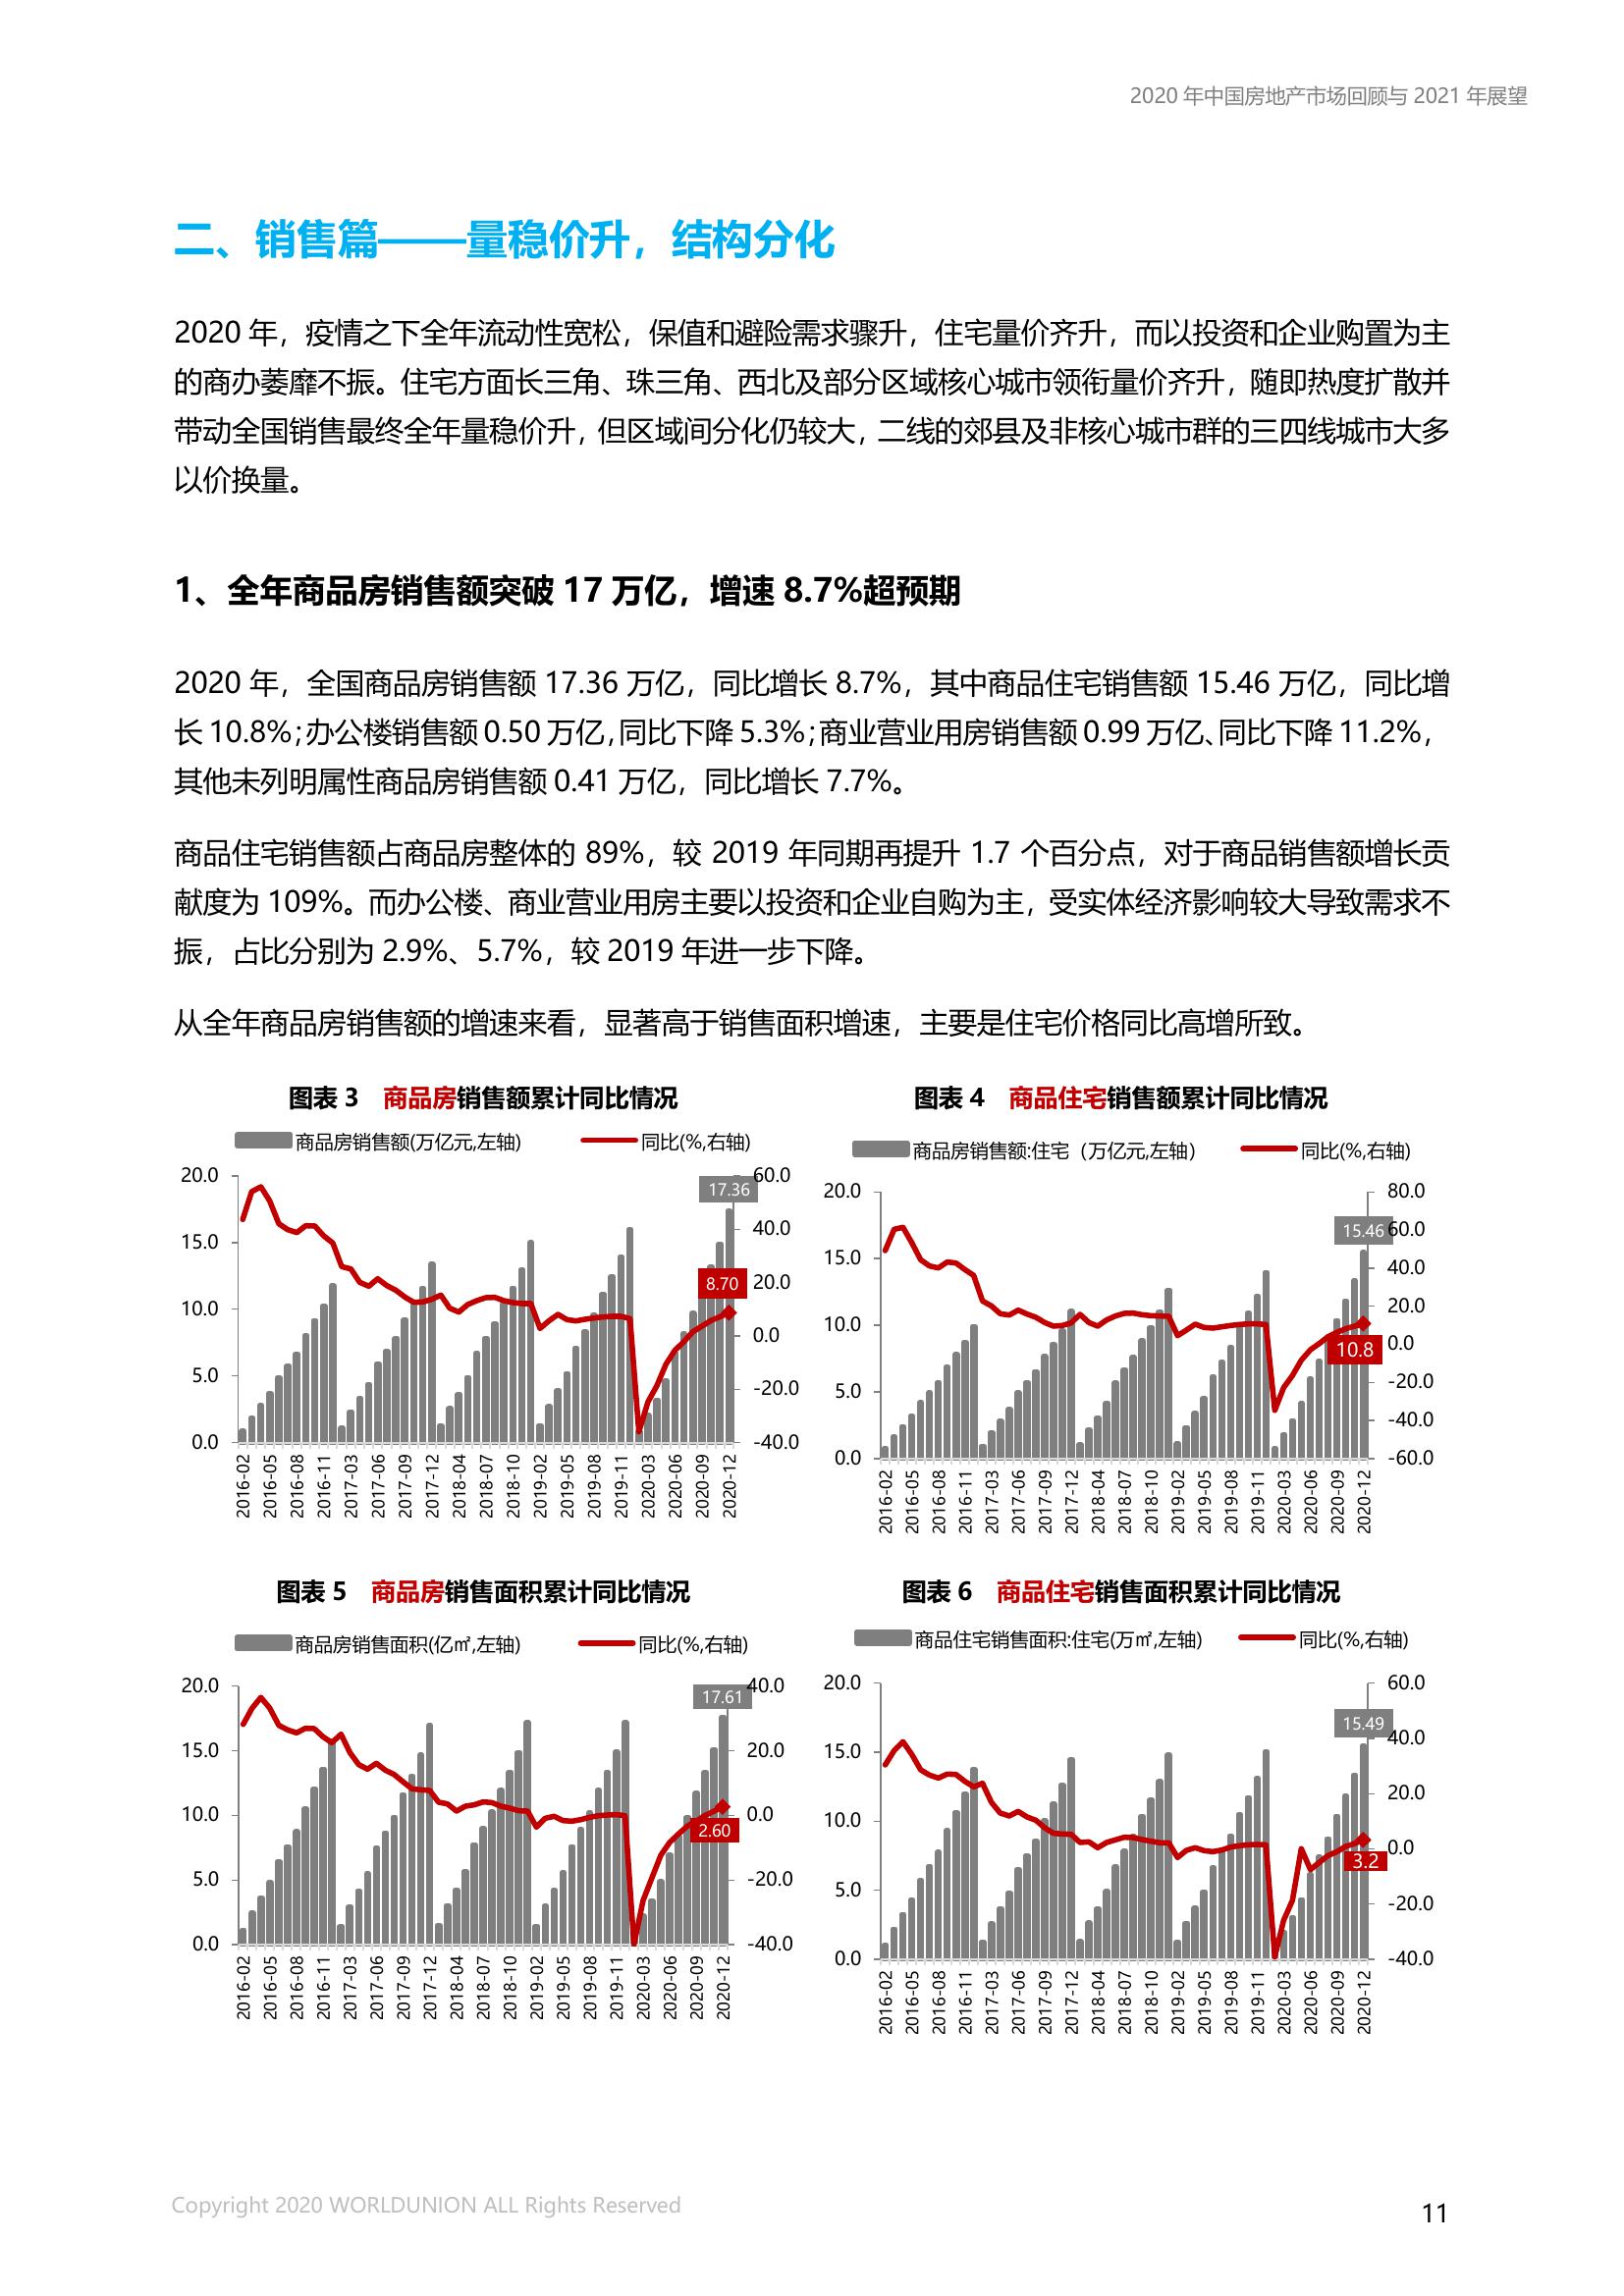 2020 年中国房地产市场回顾与 2021 年展望
二、销售篇——量稳价升，结构分化
2020 年，疫情之下全年流动性宽松，保值和避险需求骤升，住宅量价齐升，而以投资和企业购置为主
的商办萎靡不振。住宅方面长三角、珠三角、西北及部分区域核心城市领衔量价齐升，随即热度扩散并
带动全国销售最终全年量稳价升，但区域间分化仍较大，二线的郊县及非核心城市群的三四线城市大多
以价换量。
1、全年商品房销售额突破 17 万亿，增速 8.7%超预期
2020 年，全国商品房销售额 17.36 万亿，同比增长 8.7%，其中商品住宅销售额 15.46 万亿，同比增
长 10.8%；办公楼销售额 0.50 万亿，同比下降 5.3%；商业营业用房销售额 0.99 万亿、同比下降 11.2%，
其他未列明属性商品房销售额 0.41 万亿，同比增长 7.7%。
商品住宅销售额占商品房整体的 89%，较 2019 年同期再提升 1.7 个百分点，对于商品销售额增长贡
献度为 109%。而办公楼、商业营业用房主要以投资和企业自购为主，受实体经济影响较大导致需求不
振，占比分别为 2.9%、5.7%，较 2019 年进一步下降。
从全年商品房销售额的增速来看，显著高于销售面积增速，主要是住宅价格同比高增所致。
图表 3 商品房销售额累计同比情况
商品房销售额(万亿元,左轴) 同比(%,右轴)
20.0
15.0
10.0
5.0
0.0
17.36
8.70
60.0
40.0
20.0
0.0
-20.0
-40.0
2016-02 2016-05 2016-08 2016-11 2017-03 2017-06 2017-09 2017-12 2018-04 2018-07 2018-10 2019-02 2019-05 2019-08 2019-11 2020-03 2020-06 2020-09 2020-12
图表 4 商品住宅销售额累计同比情况
商品房销售额:住宅（万亿元,左轴） 同比(%,右轴)
20.0
15.0
10.0
5.0
0.0
15.46
10.8
80.0
60.0
40.0
20.0
0.0
-20.0
-40.0
-60.0
2016-02 2016-05 2016-08 2016-11 2017-03 2017-06 2017-09 2017-12 2018-04 2018-07 2018-10 2019-02 2019-05 2019-08 2019-11 2020-03 2020-06 2020-09 2020-12
图表 5 商品房销售面积累计同比情况
商品房销售面积(亿㎡,左轴) 同比(%,右轴)
20.0
15.0
10.0
5.0
0.0
17.61
2.60
40.0
20.0
0.0
-20.0
-40.0
2016-02 2016-05 2016-08 2016-11 2017-03 2017-06 2017-09 2017-12 2018-04 2018-07 2018-10 2019-02 2019-05 2019-08 2019-11 2020-03 2020-06 2020-09 2020-12
图表 6 商品住宅销售面积累计同比情况
商品住宅销售面积:住宅(万㎡,左轴) 同比(%,右轴)
20.0
15.0
10.0
5.0
0.0
15.49
3.2
60.0
40.0
20.0
0.0
-20.0
-40.0
2016-02 2016-05 2016-08 2016-11 2017-03 2017-06 2017-09 2017-12 2018-04 2018-07 2018-10 2019-02 2019-05 2019-08 2019-11 2020-03 2020-06 2020-09 2020-12
Copyright 2020 WORLDUNION ALL Rights Reserved
11